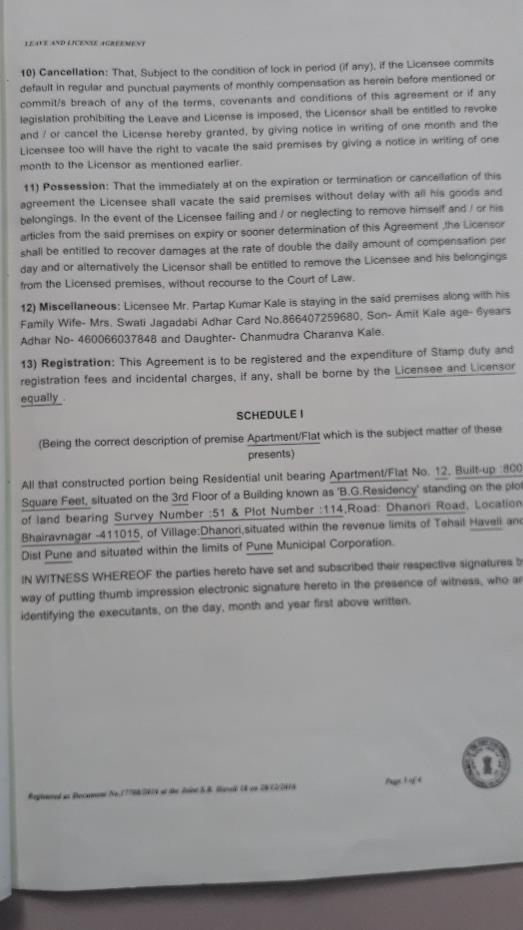 LEAVE AND LICENSE AGREEMENT
10) Cancellation: That, Subject to the condition of lock in period (if any), if the Licensee commits
default in regular and punctual payments of monthly compensation as herein before mentioned or
commit/s breach of any of the terms, covenants and conditions of this agreement or if any
legislation prohibiting the Leave and License is imposed, the Licensor shall be entitled to revoke
and / or cancel the License hereby granted, by giving notice in writing of one month and the
Licensee too will have the right to vacate the said premises by giving a notice in writing of one
month to the Licensor as mentioned earlier.
11) Possession: That the immediately at on the expiration or termination or cancellation of this
agreement the Licensee shall vacate the said premises without delay with all his goods and
belongings. In the event of the Licensee failing and / or neglecting to remove himself and / or his
articles from the said premises on expiry or sooner determination of this Agreement ,the Licensor
shall be entitled to recover damages at the rate of double the daily amount of compensation per
day and or alternatively the Licensor shall be entitled to remove the Licensee and his belongings
from the Licensed premises, without recourse to the Court of Law.
12) Miscellaneous: Licensee Mr. Partap Kumar Kale is staying in the said premises along with his
Family Wife- Mrs. Swati Jagadabi Adhar Card No.866407259680, Son- Amit Kale age- 6years
Adhar No- 460066037848 and Daughter- Chanmudra Charanva Kale.
13) Registration: This Agreement is to be registered and the expenditure of Stamp duty and
registration fees and incidental charges, if any, shall be borne by the Licensee and Licensor
equally .
SCHEDULE I
(Being the correct description of premise Apartment/Flat which is the subject matter of these
presents)
All that constructed portion being Residential unit bearing Apartment/Flat No. 12, Built-up :800
Square Feet, situated on the 3rd Floor of a Building known as 'B.G.Residency' standing on the plot
of land bearing Survey Number :51 & Plot Number :114,Road: Dhanori Road, Location
Bhairavnagar -411015, of Village:Dhanori,situated within the revenue limits of Tehsil Haveli and
Dist Pune and situated within the limits of Pune Municipal Corporation.
IN WITNESS WHEREOF the parties hereto have set and subscribed their respective signatures b
way of putting thumb impression electronic signature hereto in the presence of witness, who ar
identifying the executants, on the day, month and year first above written.
Registered as Document No. at the Joint S.R. Haveli 18 on
Page of